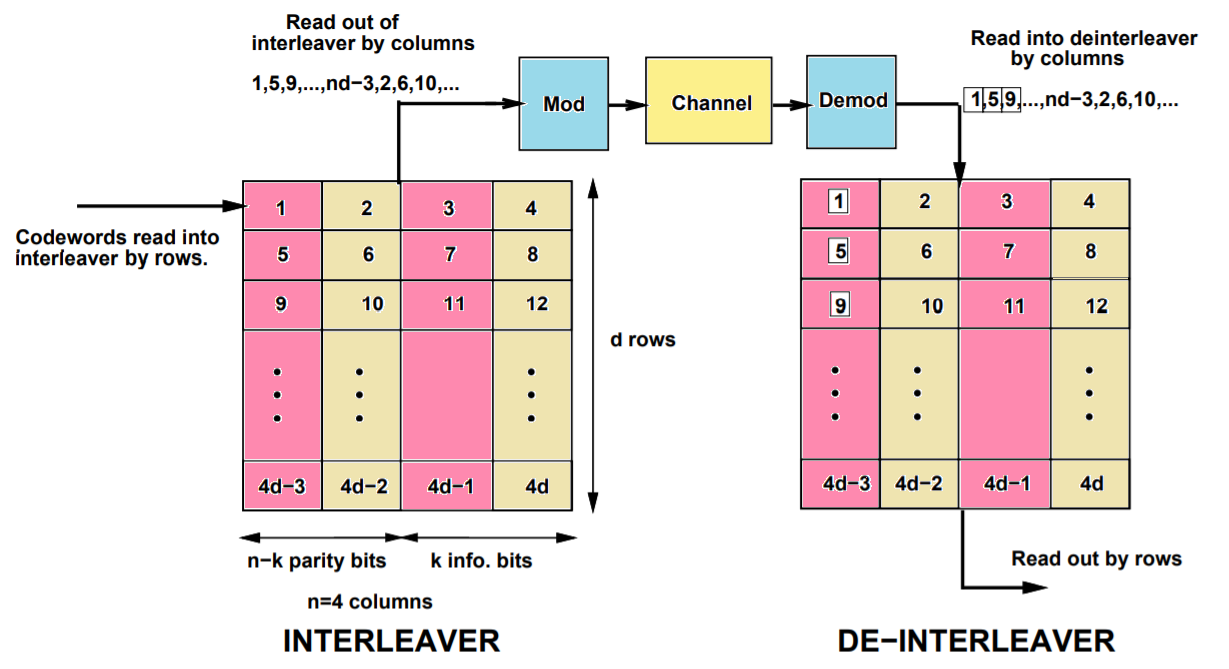 Read out of
interleaver by columns
1,5,9,...,nd−3,2,6,10,...
Mod
Channel
Demod
Read into deinterleaver
by columns
1,5,9,...,nd−3,2,6,10,...
Codewords read into
interleaver by rows.
1 2 3 4
5 6 7 8
9 10 11 12
4d−3 4d−2 4d−1 4d
d rows
n−k parity bits
k info. bits
n=4 columns
INTERLEAVER
1 2 3 4
5 6 7 8
9 10 11 12
4d−3 4d−2 4d−1 4d
Read out by rows
DE−INTERLEAVER